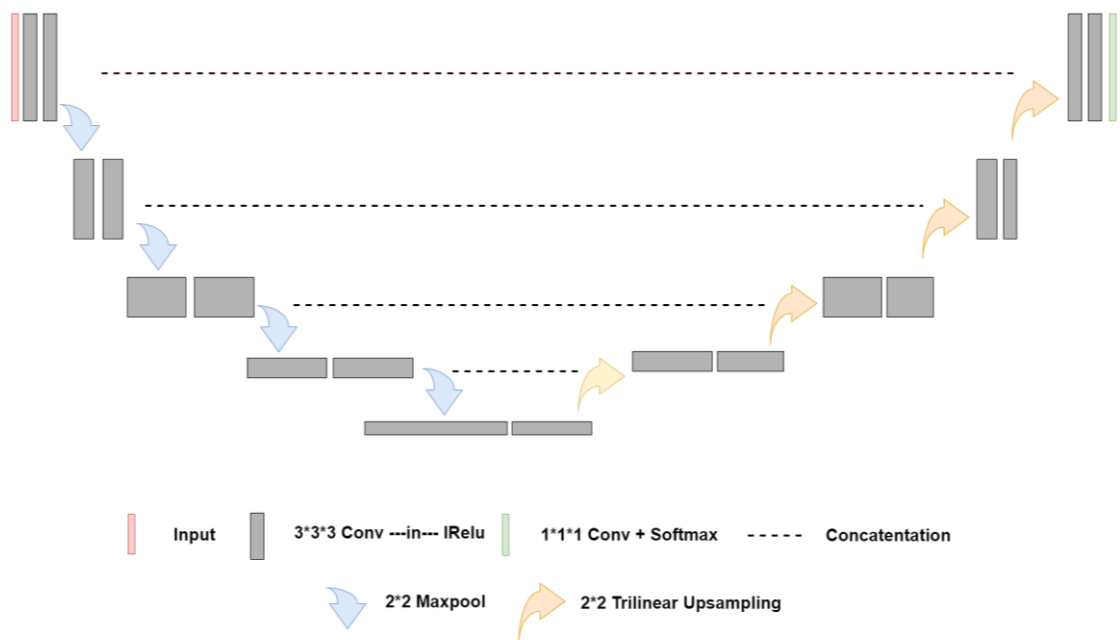 Input
3*3*3 Conv ---in--- lRelu
1*1*1 Conv + Softmax
Concatentation
2*2 Maxpool
2*2 Trilinear Upsampling